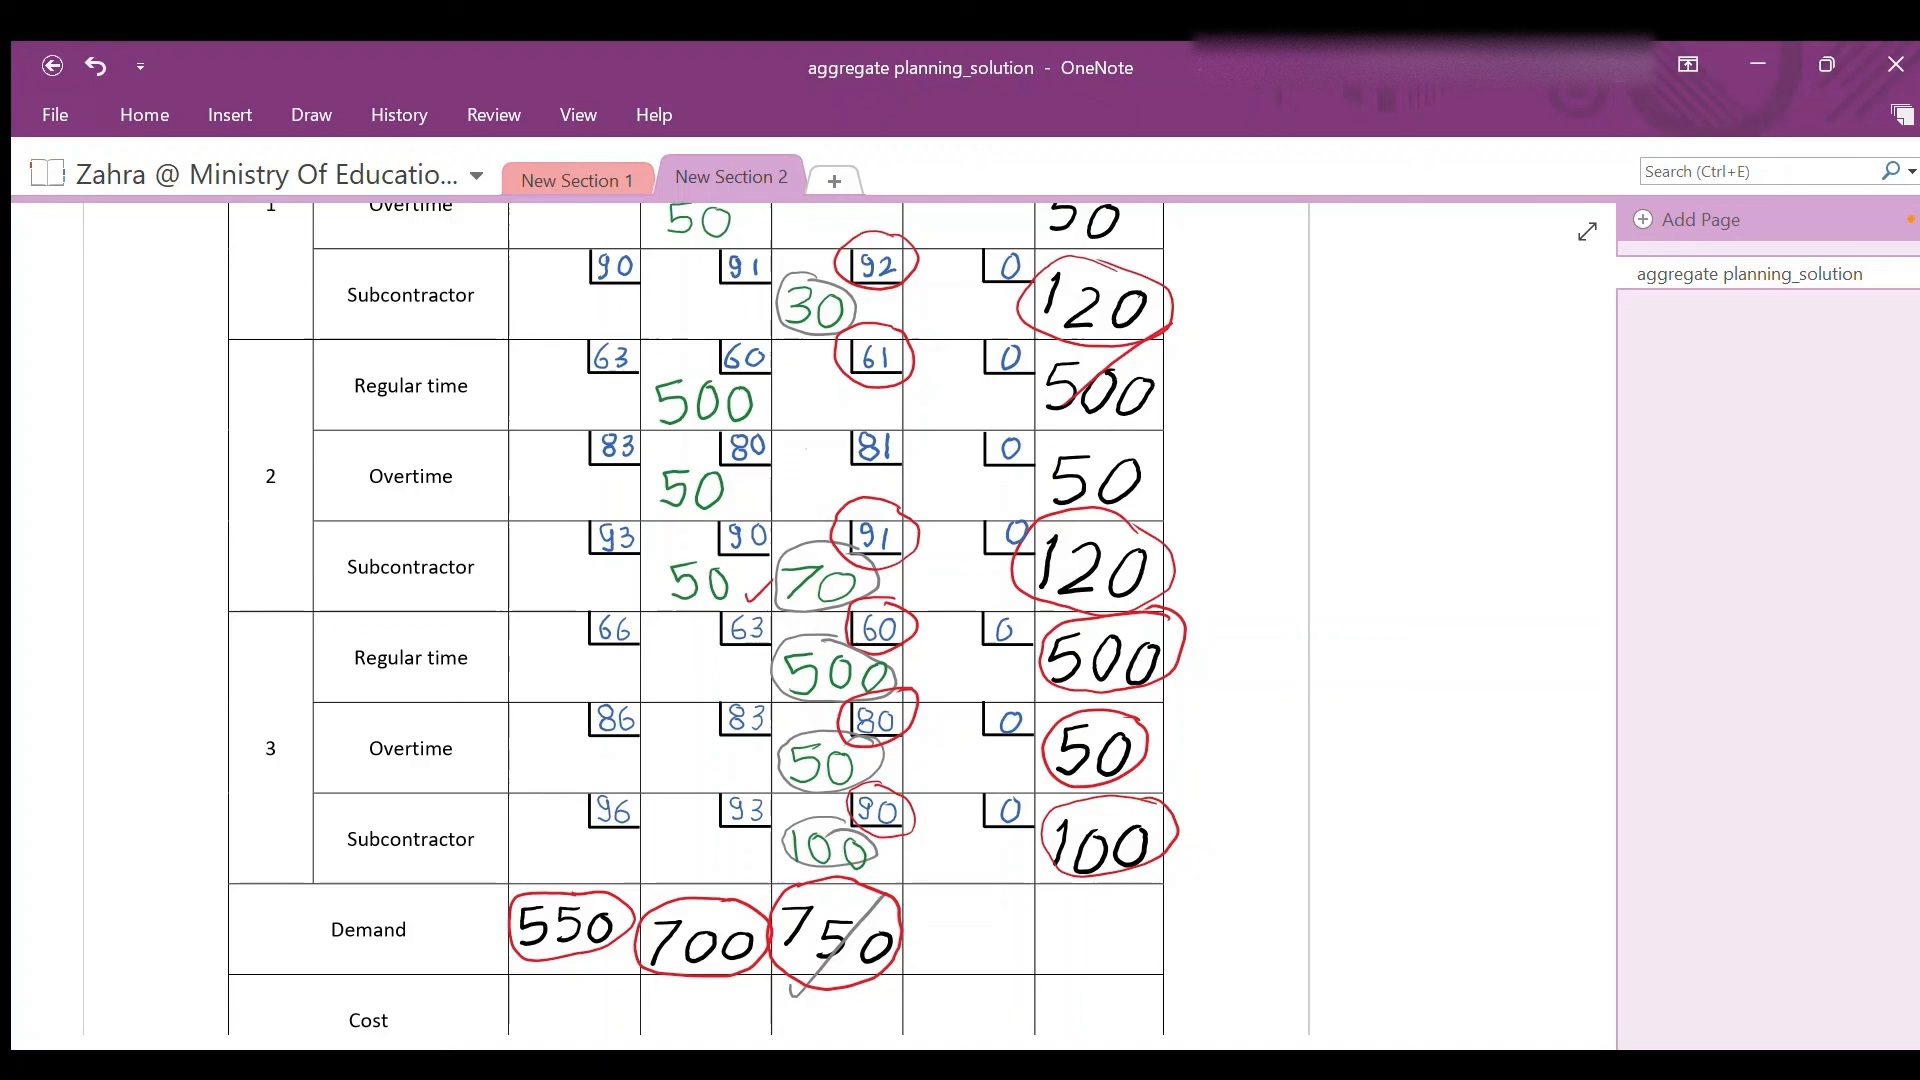 aggregate planning_solution - OneNote
File Home Insert Draw History Review View Help
Zahra @ Ministry Of Educatio... New Section 1 New Section 2 + Search (Ctrl+E)
Add Page
aggregate planning_solution
1 Overtime 50 50
Subcontractor 90 91 30 92 0 120
Regular time 63 500 60 61 0 500
2 Overtime 83 50 80 81 0 50
Subcontractor 93 50 90 70 91 0 120
Regular time 66 63 500 60 0 500
3 Overtime 86 83 50 80 0 50
Subcontractor 96 93 100 90 0 100
Demand 550 700 750
Cost